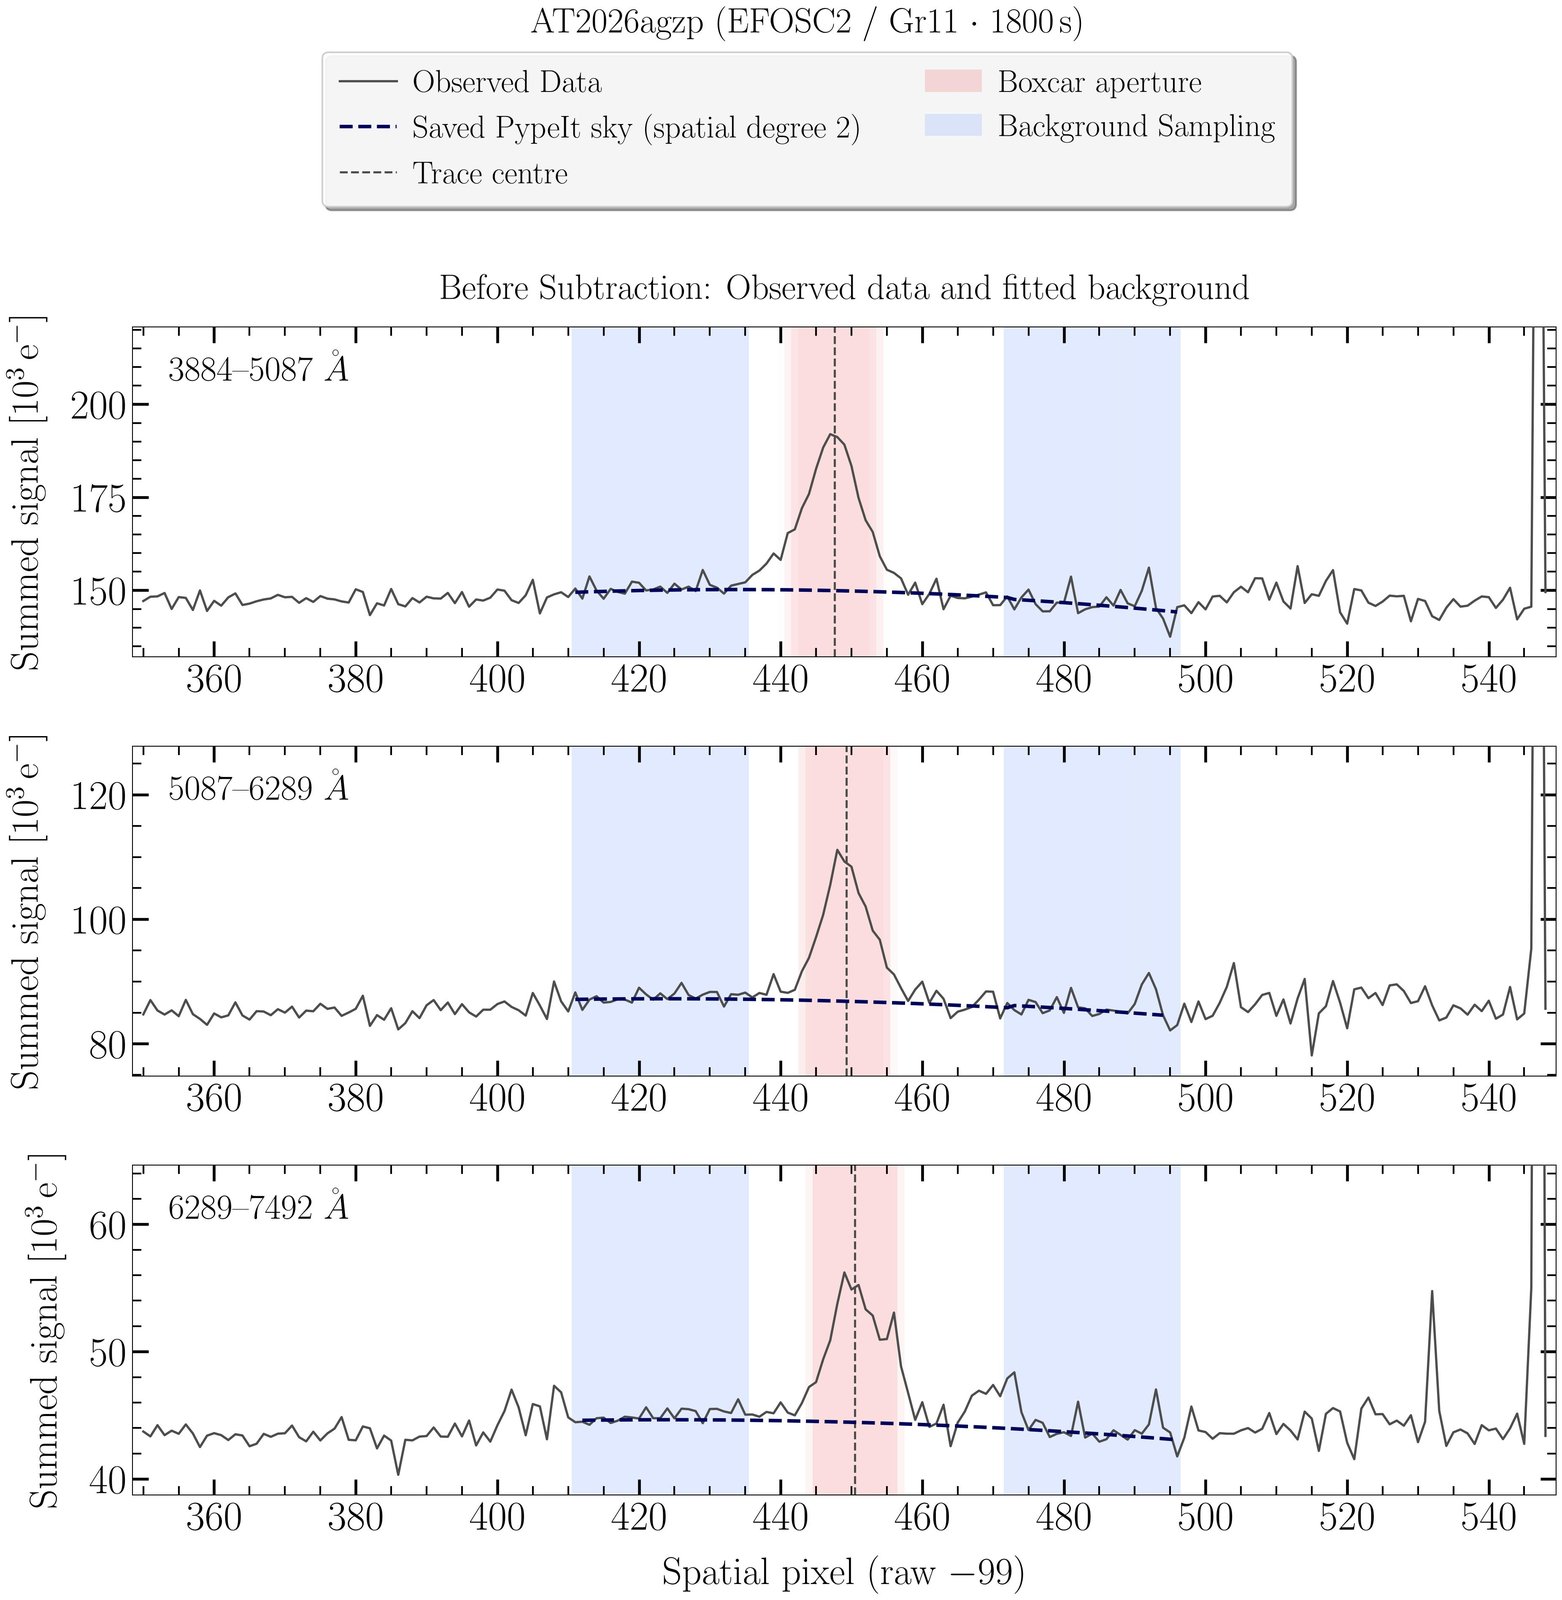 AT2026agzp (EFOSC2 / Gr11 · 1800 s)
Observed Data
Saved PypeIt sky (spatial degree 2)
Trace centre
Boxcar aperture
Background Sampling
Before Subtraction: Observed data and fitted background
Summed signal [10³ e⁻]
3884–5087 Å
200
175
150
360 380 400 420 440 460 480 500 520 540
Summed signal [10³ e⁻]
5087–6289 Å
120
100
80
360 380 400 420 440 460 480 500 520 540
Summed signal [10³ e⁻]
6289–7492 Å
60
50
40
360 380 400 420 440 460 480 500 520 540
Spatial pixel (raw −99)